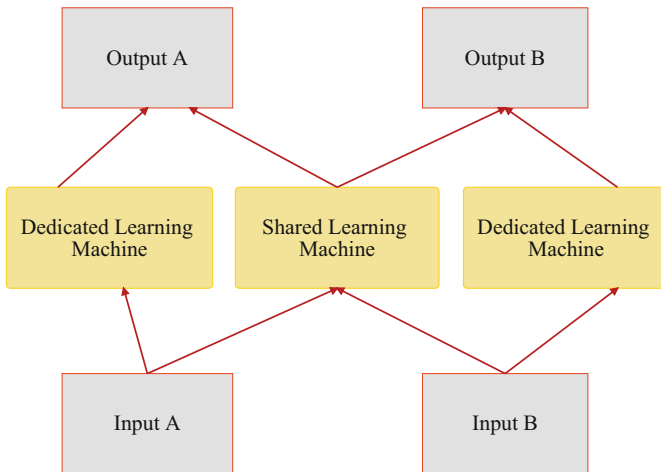 Output A
Output B
Dedicated Learning
Machine
Shared Learning
Machine
Dedicated Learning
Machine
Input A
Input B